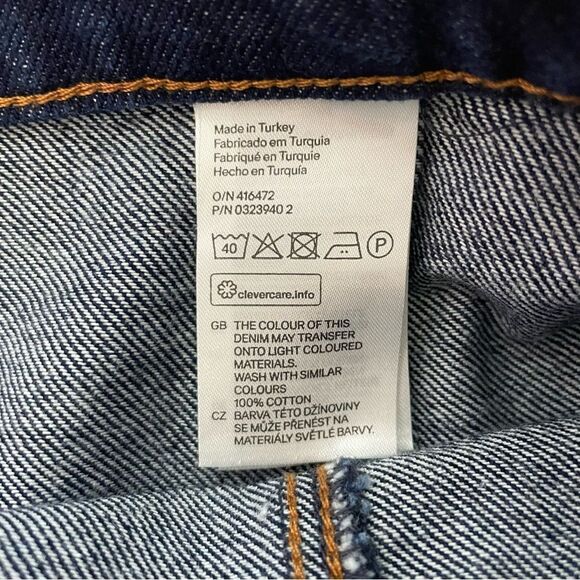 Made in Turkey
Fabricado em Turquia
Fabriqué en Turquie
Hecho en Turquía
O/N 416472
P/N 0323940 2
40 P
clevercare.info
GB THE COLOUR OF THIS
DENIM MAY TRANSFER
ONTO LIGHT COLOURED
MATERIALS.
WASH WITH SIMILAR
COLOURS
100% COTTON
CZ BARVA TÉTO DŽÍNOVINY
SE MŮŽE PŘENÉST NA
MATERIÁLY SVĚTLÉ BARVY.